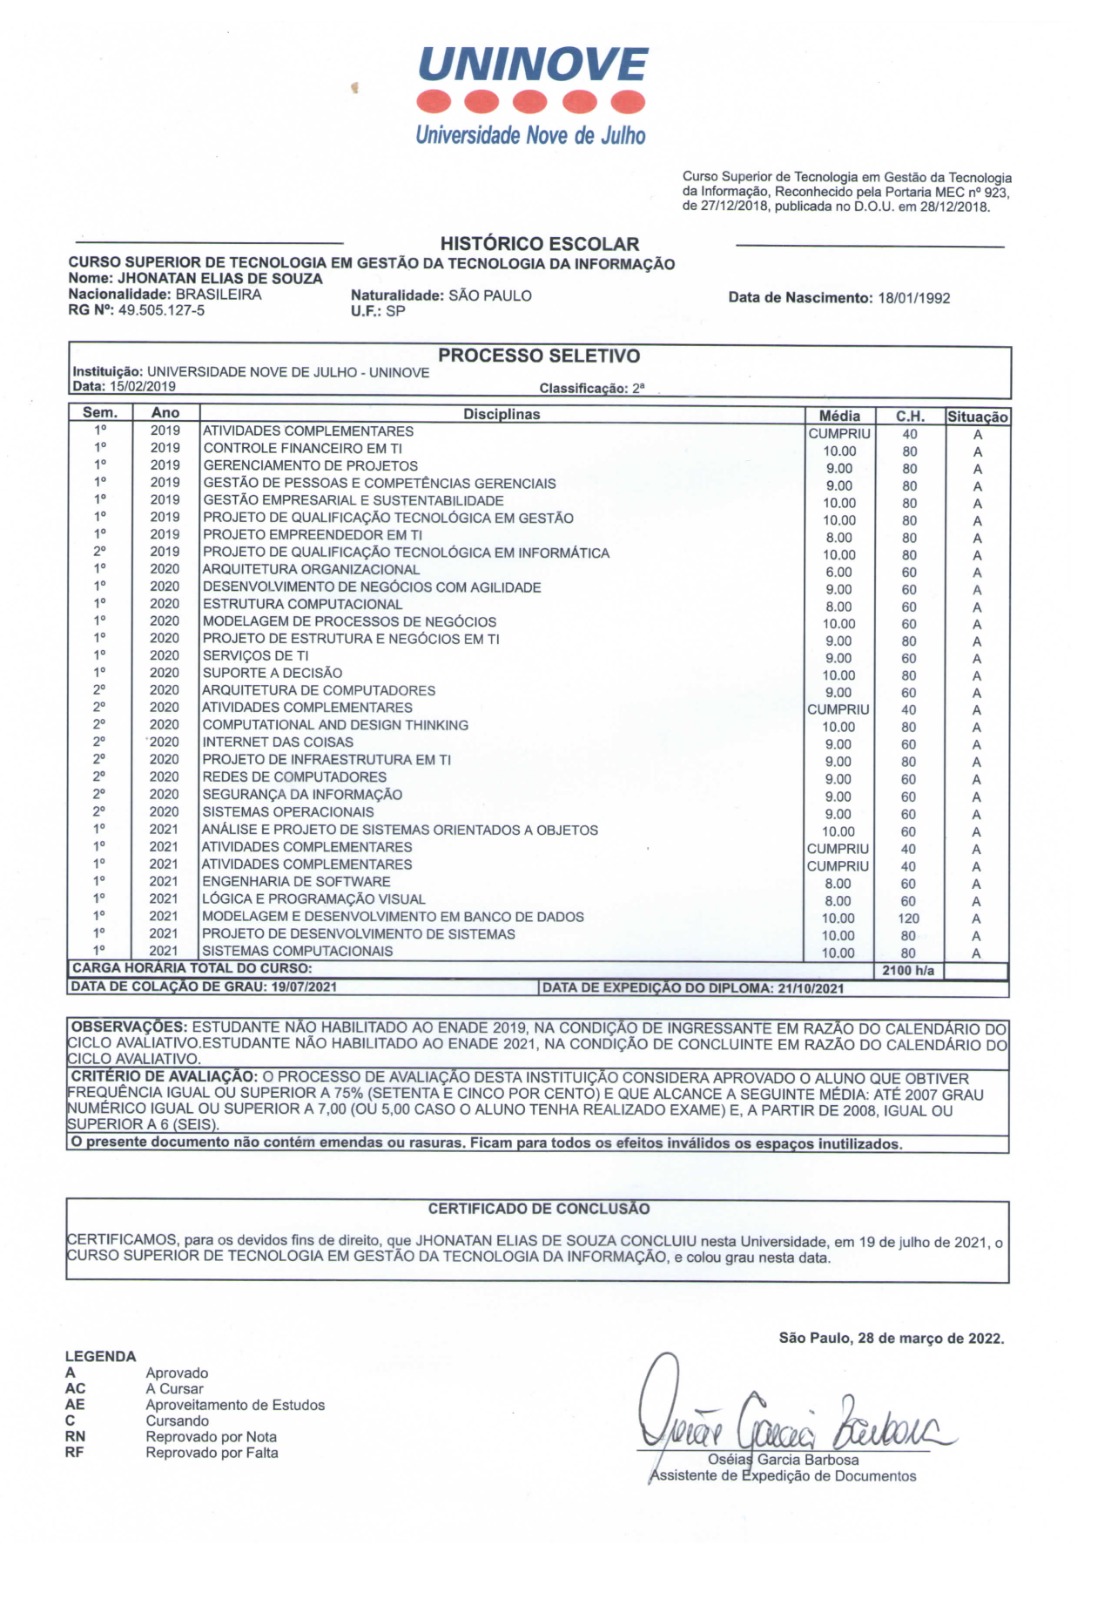 UNINOVE
Universidade Nove de Julho
Curso Superior de Tecnologia em Gestão da Tecnologia
da Informação, Reconhecido pela Portaria MEC nº 923,
de 27/12/2018, publicada no D.O.U. em 28/12/2018.
HISTÓRICO ESCOLAR
CURSO SUPERIOR DE TECNOLOGIA EM GESTÃO DA TECNOLOGIA DA INFORMAÇÃO
Nome: JHONATAN ELIAS DE SOUZA
Nacionalidade: BRASILEIRA Naturalidade: SÃO PAULO Data de Nascimento: 18/01/1992
RG Nº: 49.505.127-5 U.F.: SP
PROCESSO SELETIVO
Instituição: UNIVERSIDADE NOVE DE JULHO - UNINOVE
Data: 15/02/2019 Classificação: 2ª
Sem. Ano Disciplinas Média C.H. Situação
1º 2019 ATIVIDADES COMPLEMENTARES CUMPRIU 40 A
1º 2019 CONTROLE FINANCEIRO EM TI 10.00 80 A
1º 2019 GERENCIAMENTO DE PROJETOS 9.00 80 A
1º 2019 GESTÃO DE PESSOAS E COMPETÊNCIAS GERENCIAIS 9.00 80 A
1º 2019 GESTÃO EMPRESARIAL E SUSTENTABILIDADE 10.00 80 A
1º 2019 PROJETO DE QUALIFICAÇÃO TECNOLÓGICA EM GESTÃO 10.00 80 A
1º 2019 PROJETO EMPREENDEDOR EM TI 8.00 80 A
2º 2019 PROJETO DE QUALIFICAÇÃO TECNOLÓGICA EM INFORMÁTICA 10.00 80 A
1º 2020 ARQUITETURA ORGANIZACIONAL 6.00 60 A
1º 2020 DESENVOLVIMENTO DE NEGÓCIOS COM AGILIDADE 9.00 60 A
1º 2020 ESTRUTURA COMPUTACIONAL 8.00 60 A
1º 2020 MODELAGEM DE PROCESSOS DE NEGÓCIOS 10.00 60 A
1º 2020 PROJETO DE ESTRUTURA E NEGÓCIOS EM TI 9.00 80 A
1º 2020 SERVIÇOS DE TI 9.00 60 A
1º 2020 SUPORTE A DECISÃO 10.00 80 A
2º 2020 ARQUITETURA DE COMPUTADORES 9.00 60 A
2º 2020 ATIVIDADES COMPLEMENTARES CUMPRIU 40 A
2º 2020 COMPUTATIONAL AND DESIGN THINKING 10.00 80 A
2º 2020 INTERNET DAS COISAS 9.00 60 A
2º 2020 PROJETO DE INFRAESTRUTURA EM TI 9.00 80 A
2º 2020 REDES DE COMPUTADORES 9.00 60 A
2º 2020 SEGURANÇA DA INFORMAÇÃO 9.00 60 A
2º 2020 SISTEMAS OPERACIONAIS 9.00 60 A
1º 2021 ANÁLISE E PROJETO DE SISTEMAS ORIENTADOS A OBJETOS 10.00 60 A
1º 2021 ATIVIDADES COMPLEMENTARES CUMPRIU 40 A
1º 2021 ATIVIDADES COMPLEMENTARES CUMPRIU 40 A
1º 2021 ENGENHARIA DE SOFTWARE 8.00 60 A
1º 2021 LÓGICA E PROGRAMAÇÃO VISUAL 8.00 60 A
1º 2021 MODELAGEM E DESENVOLVIMENTO EM BANCO DE DADOS 10.00 120 A
1º 2021 PROJETO DE DESENVOLVIMENTO DE SISTEMAS 10.00 80 A
1º 2021 SISTEMAS COMPUTACIONAIS 10.00 80 A
CARGA HORÁRIA TOTAL DO CURSO: 2100 h/a
DATA DE COLAÇÃO DE GRAU: 19/07/2021 DATA DE EXPEDIÇÃO DO DIPLOMA: 21/10/2021
OBSERVAÇÕES: ESTUDANTE NÃO HABILITADO AO ENADE 2019, NA CONDIÇÃO DE INGRESSANTE EM RAZÃO DO CALENDÁRIO DO
CICLO AVALIATIVO.ESTUDANTE NÃO HABILITADO AO ENADE 2021, NA CONDIÇÃO DE CONCLUINTE EM RAZÃO DO CALENDÁRIO DO
CICLO AVALIATIVO.
CRITÉRIO DE AVALIAÇÃO: O PROCESSO DE AVALIAÇÃO DESTA INSTITUIÇÃO CONSIDERA APROVADO O ALUNO QUE OBTIVER
FREQUÊNCIA IGUAL OU SUPERIOR A 75% (SETENTA E CINCO POR CENTO) E QUE ALCANCE A SEGUINTE MÉDIA: ATÉ 2007 GRAU
NUMÉRICO IGUAL OU SUPERIOR A 7,00 (OU 5,00 CASO O ALUNO TENHA REALIZADO EXAME) E, A PARTIR DE 2008, IGUAL OU
SUPERIOR A 6 (SEIS).
O presente documento não contém emendas ou rasuras. Ficam para todos os efeitos inválidos os espaços inutilizados.
CERTIFICADO DE CONCLUSÃO
CERTIFICAMOS, para os devidos fins de direito, que JHONATAN ELIAS DE SOUZA CONCLUIU nesta Universidade, em 19 de julho de 2021, o
CURSO SUPERIOR DE TECNOLOGIA EM GESTÃO DA TECNOLOGIA DA INFORMAÇÃO, e colou grau nesta data.
São Paulo, 28 de março de 2022.
LEGENDA
A Aprovado
AC A Cursar
AE Aproveitamento de Estudos
C Cursando
RN Reprovado por Nota
RF Reprovado por Falta
Oséias Garcia Barbosa
Oséias Garcia Barbosa
Assistente de Expedição de Documentos